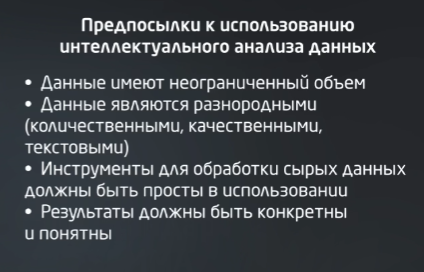 Предпосылки к использованию
интеллектуального анализа данных
• Данные имеют неограниченный объем
• Данные являются разнородными
(количественными, качественными,
текстовыми)
• Инструменты для обработки сырых данных
должны быть просты в использовании
• Результаты должны быть конкретны
и понятны